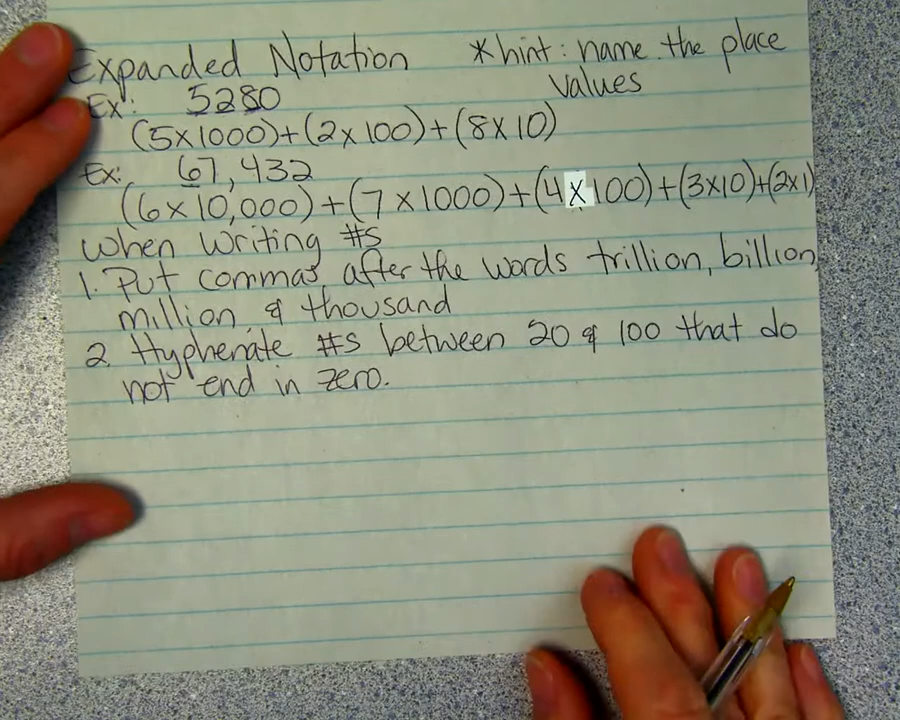 Expanded Notation *hint: name the place values
Ex: 5280
(5x1000)+(2x100)+(8x10)
Ex: 67,432
(6x10,000)+(7x1000)+(4x100)+(3x10)+(2x1)
When Writing #s
1. Put commas after the words trillion, billion,
million, & thousand
2. Hyphenate #s between 20 & 100 that do
not end in zero.